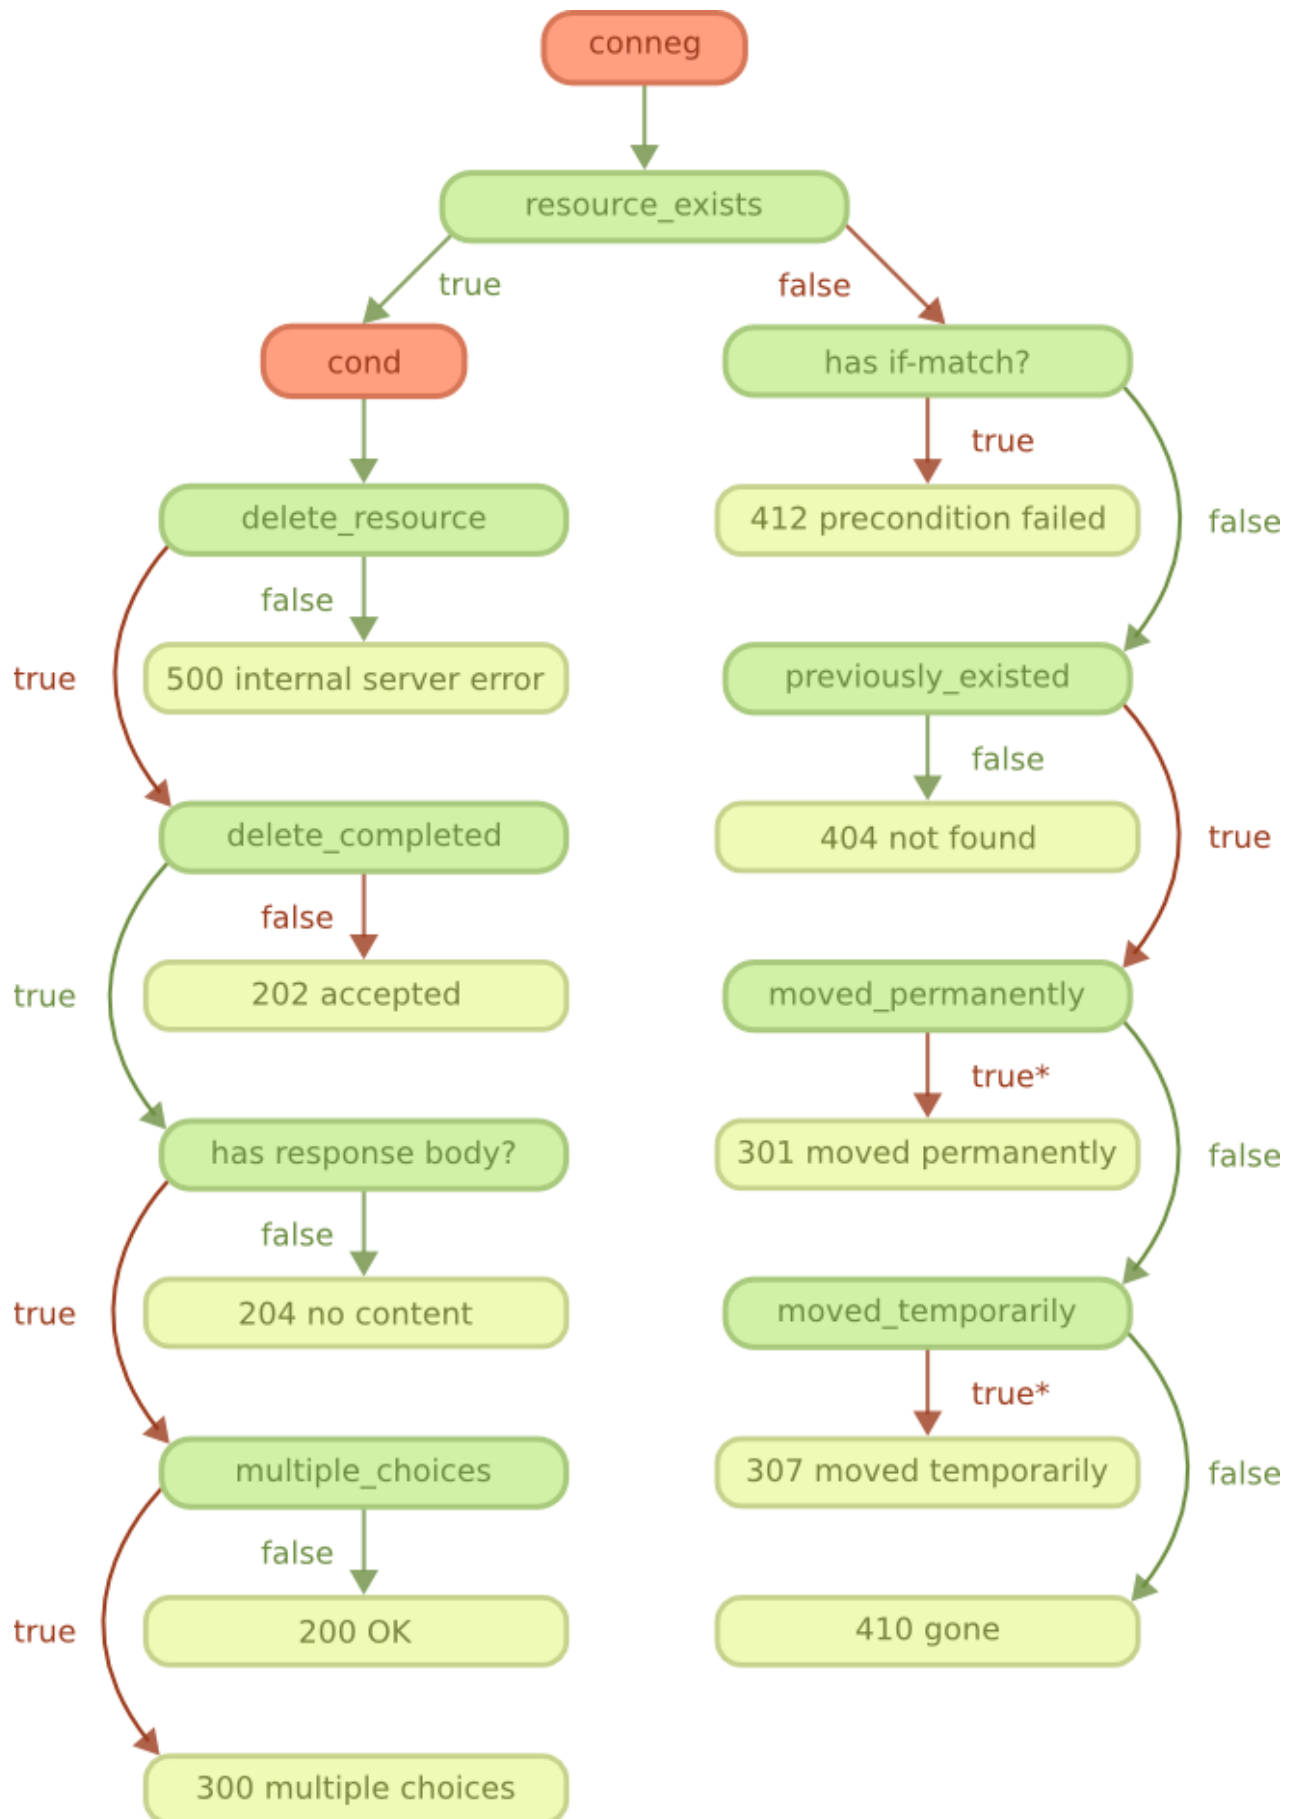 conneg
resource_exists
true
false
cond
has if-match?
true
delete_resource
412 precondition failed
false
false
true
500 internal server error
previously_existed
false
delete_completed
404 not found
true
false
true
202 accepted
moved_permanently
true*
has response body?
301 moved permanently
false
false
true
204 no content
moved_temporarily
true*
multiple_choices
307 moved temporarily
false
false
true
200 OK
410 gone
300 multiple choices